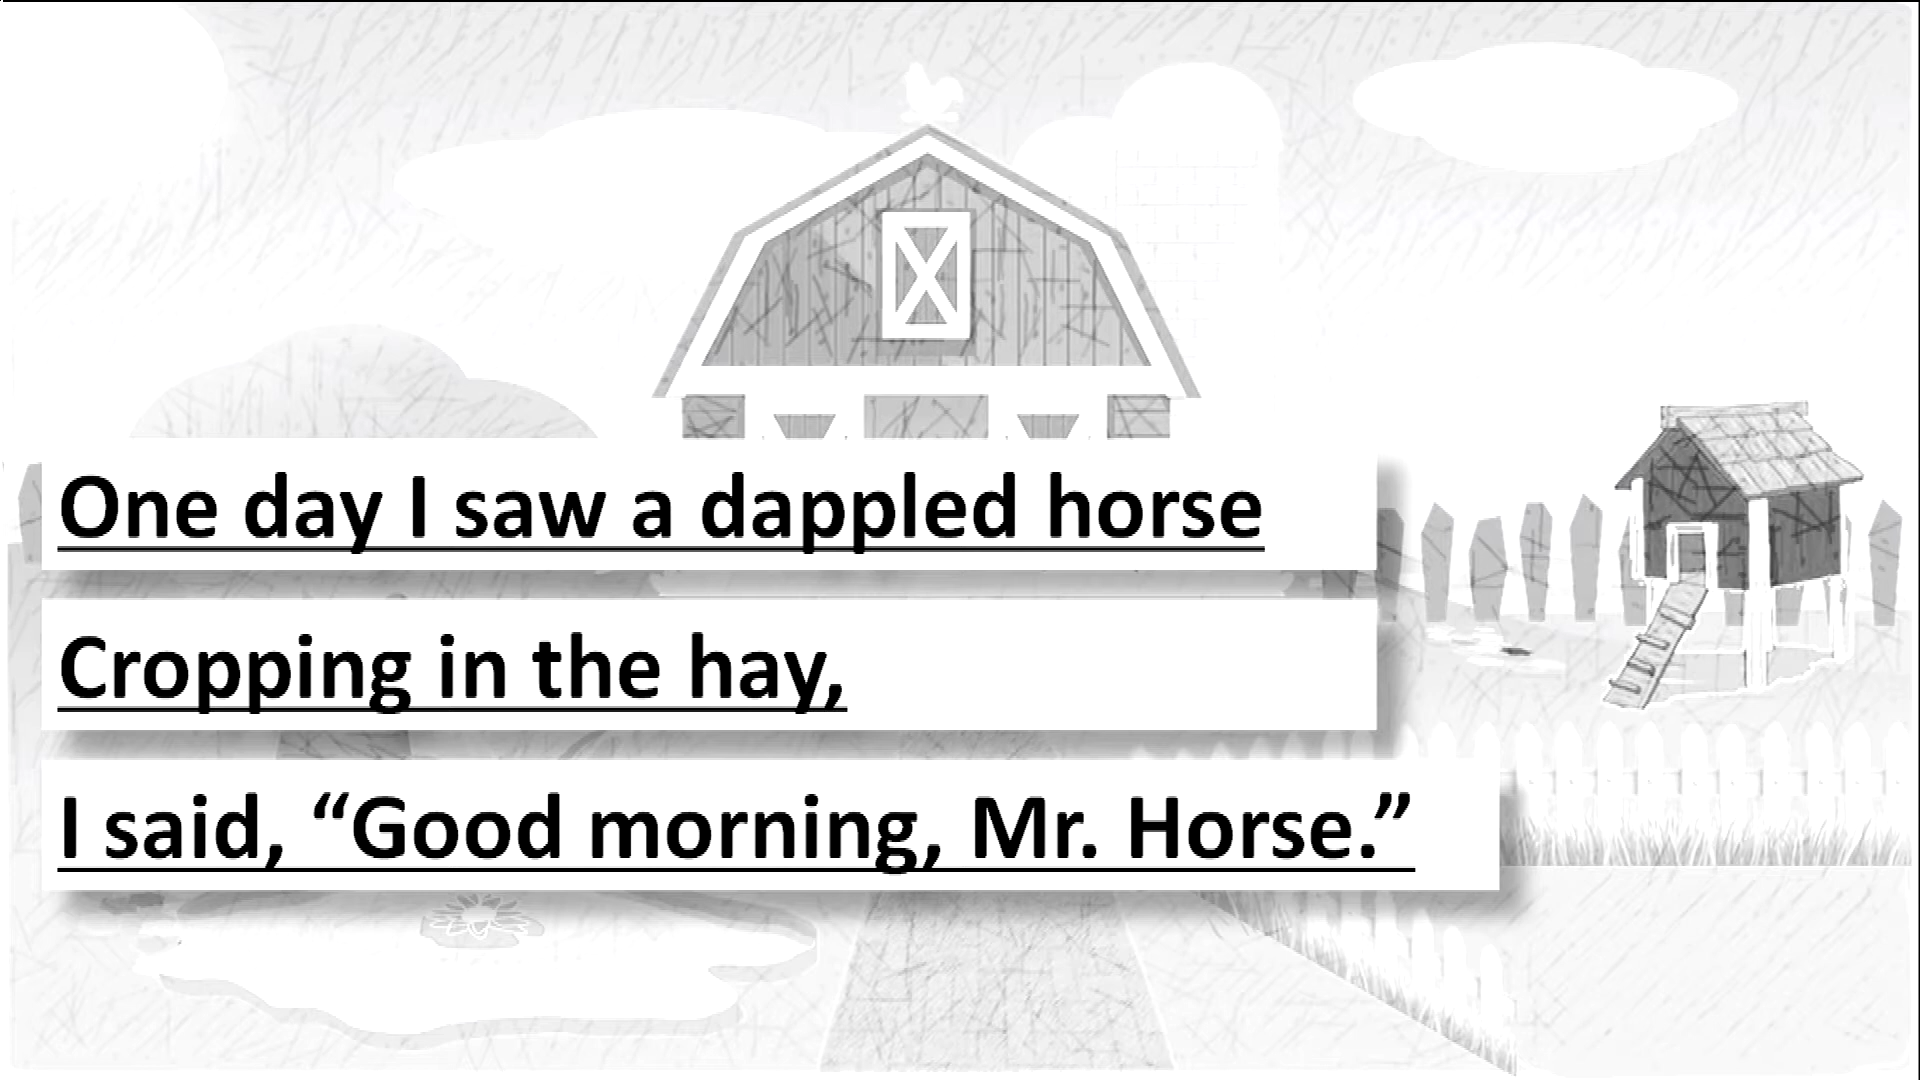 One day I saw a dappled horse
Cropping in the hay,
I said, “Good morning, Mr. Horse.”